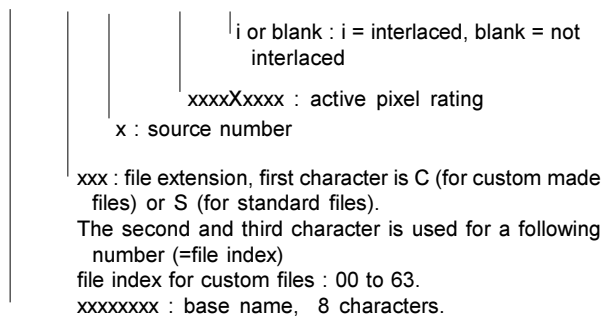 i or blank : i = interlaced, blank = not
interlaced
xxxxXxxxx : active pixel rating
x : source number
xxx : file extension, first character is C (for custom made
files) or S (for standard files).
The second and third character is used for a following
number (=file index)
file index for custom files : 00 to 63.
xxxxxxxx : base name, 8 characters.